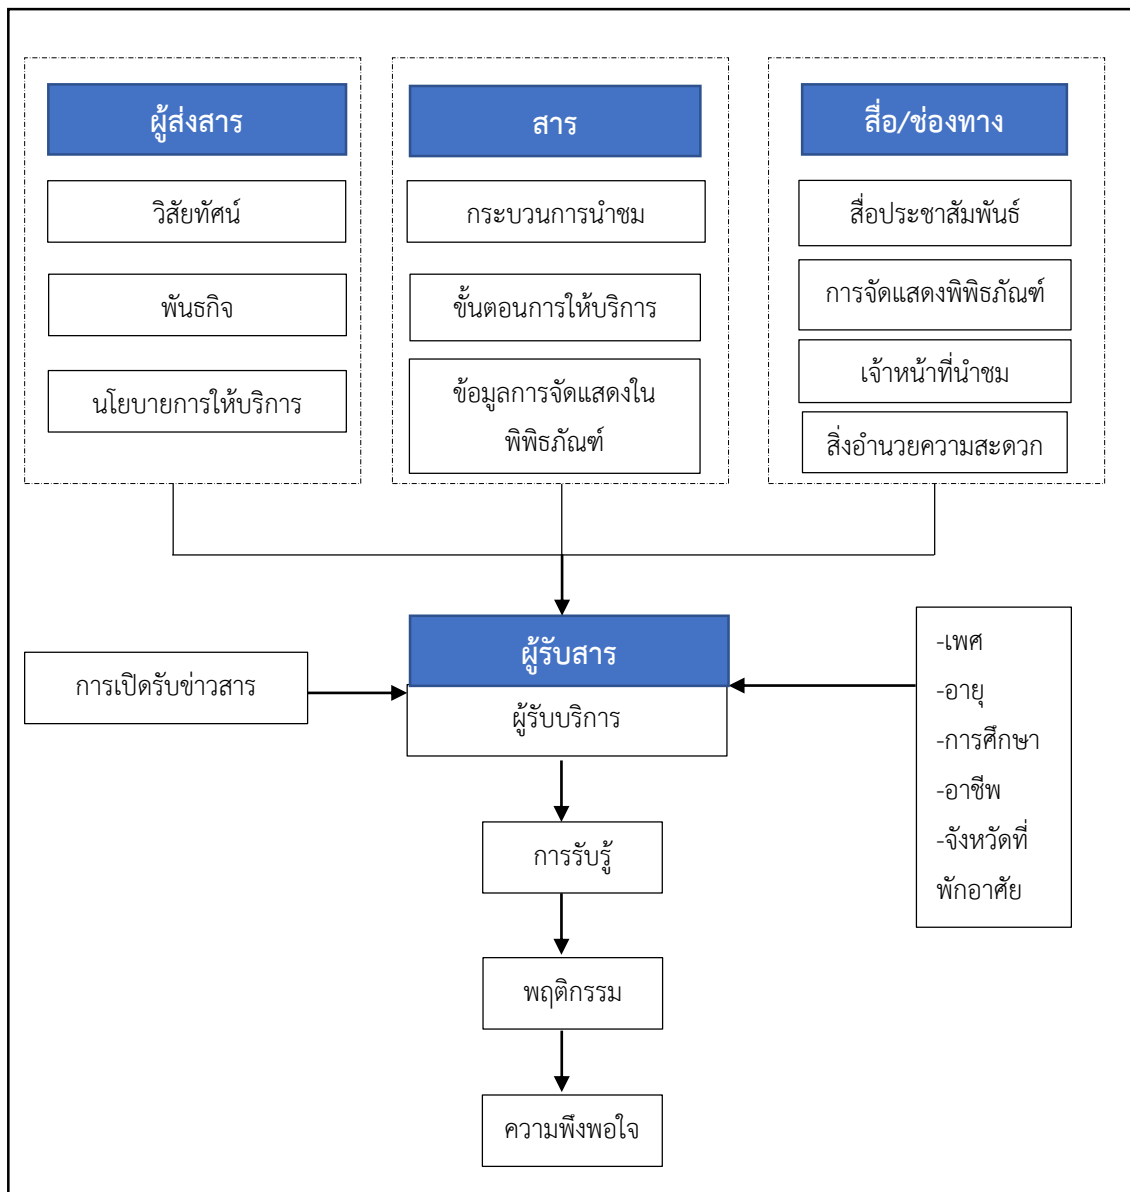 ผู้ส่งสาร
วิสัยทัศน์
พันธกิจ
นโยบายการให้บริการ
สาร
กระบวนการนำชม
ขั้นตอนการให้บริการ
ข้อมูลการจัดแสดงใน
พิพิธภัณฑ์
สื่อ/ช่องทาง
สื่อประชาสัมพันธ์
การจัดแสดงพิพิธภัณฑ์
เจ้าหน้าที่นำชม
สิ่งอำนวยความสะดวก
การเปิดรับข่าวสาร
ผู้รับสาร
ผู้รับบริการ
-เพศ
-อายุ
-การศึกษา
-อาชีพ
-จังหวัดที่
พักอาศัย
การรับรู้
พฤติกรรม
ความพึงพอใจ